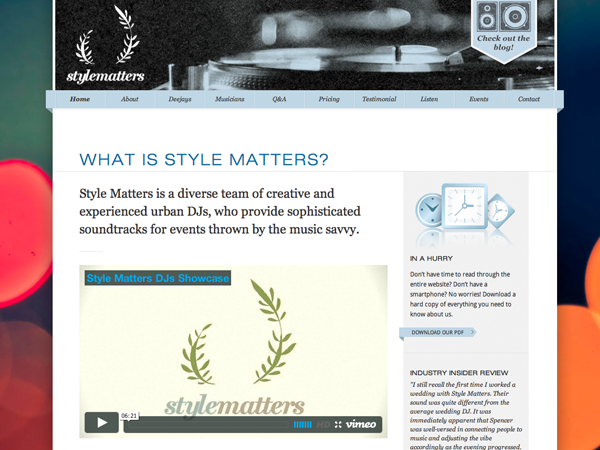 stylematters
Check out the
blog!
Home About Deejays Musicians Q&A Pricing Testimonial Listen Events Contact
WHAT IS STYLE MATTERS?
Style Matters is a diverse team of creative and
experienced urban DJs, who provide sophisticated
soundtracks for events thrown by the music savvy.
Style Matters DJs Showcase
stylematters
06:21
HD vimeo
IN A HURRY
Don't have time to read through the
entire website? Don't have a
smartphone? No worries! Download a
hard copy of everything you need to
know about us.
DOWNLOAD OUR PDF
INDUSTRY INSIDER REVIEW
"I still recall the first time I worked a
wedding with Style Matters. Their
sound was quite different from the
average wedding DJ. It was
immediately apparent that Spencer
was well-versed in connecting people to
music and adjusting the vibe
accordingly as the evening progressed.